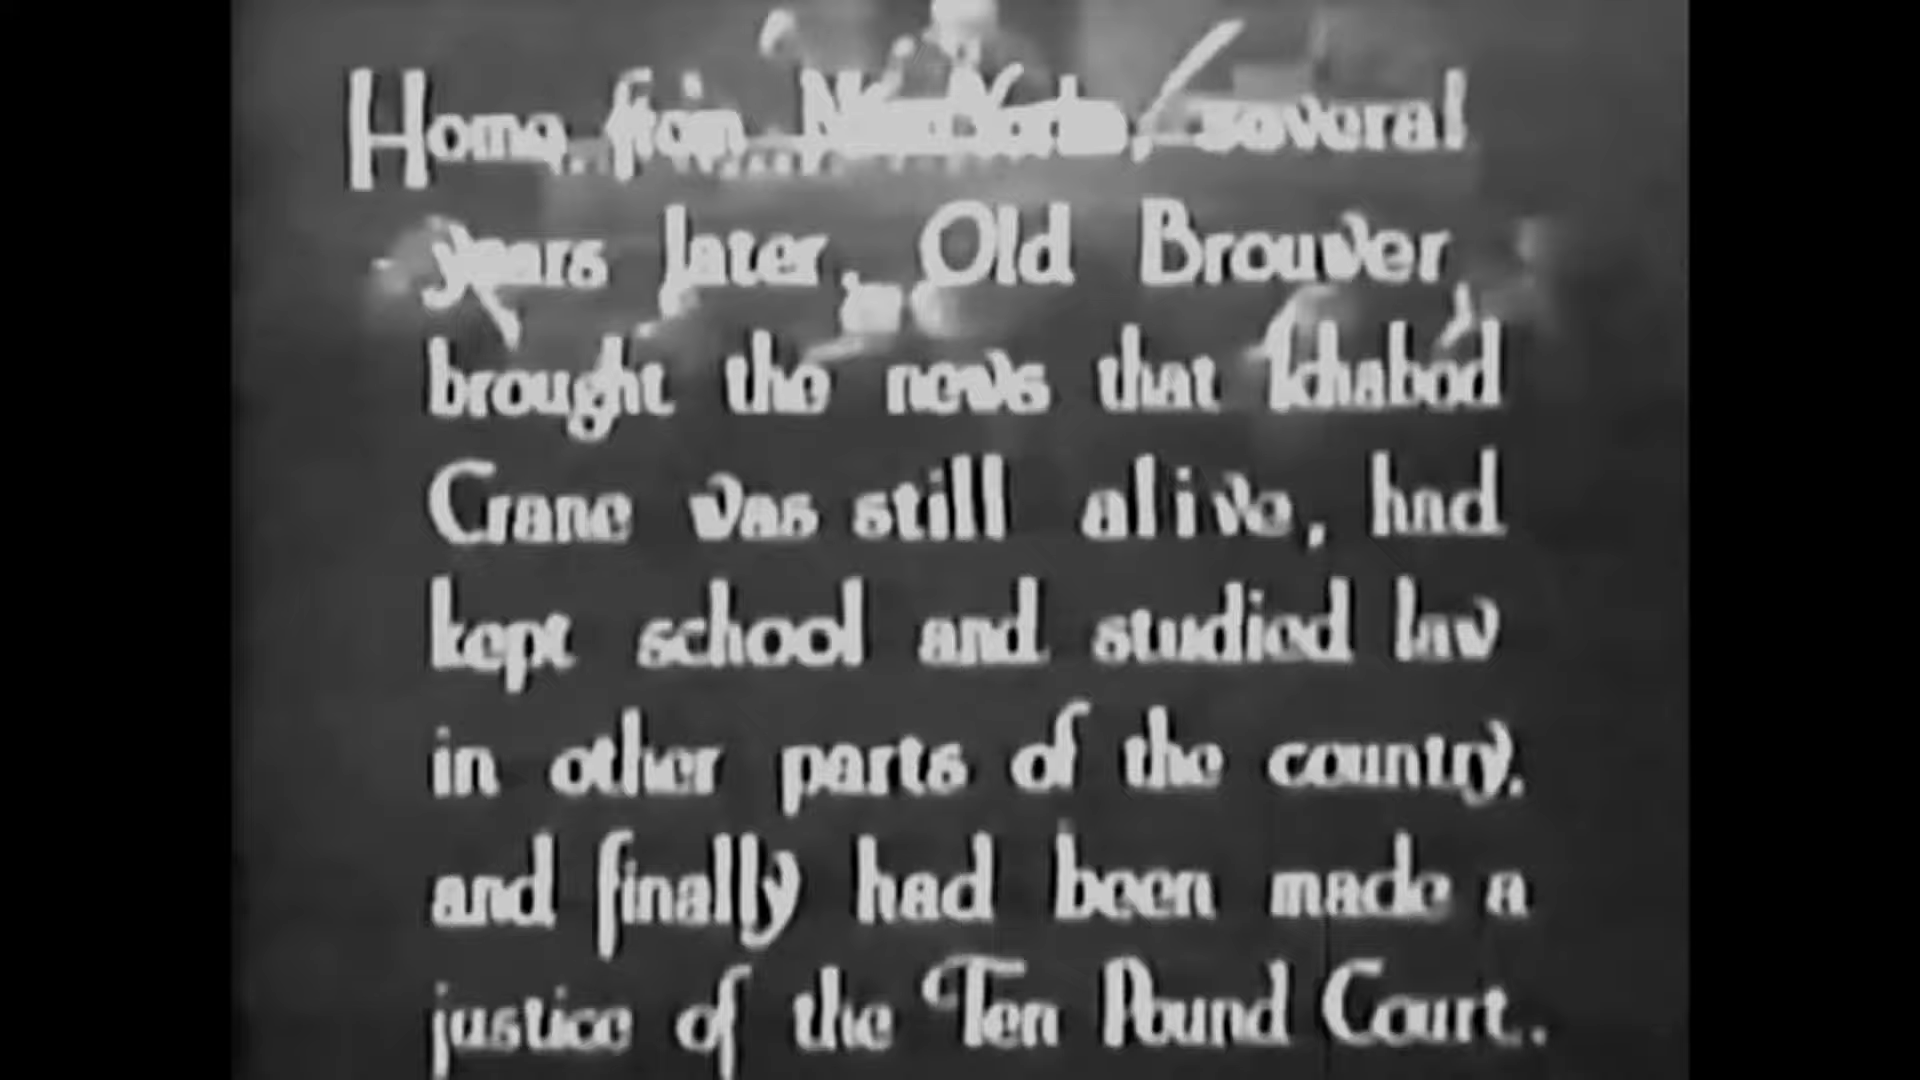 Home from New York, several
years later, Old Brouwer
brought the news that Ichabod
Crane was still alive, had
kept school and studied law
in other parts of the country,
and finally had been made a
justice of the Ten Pound Court.